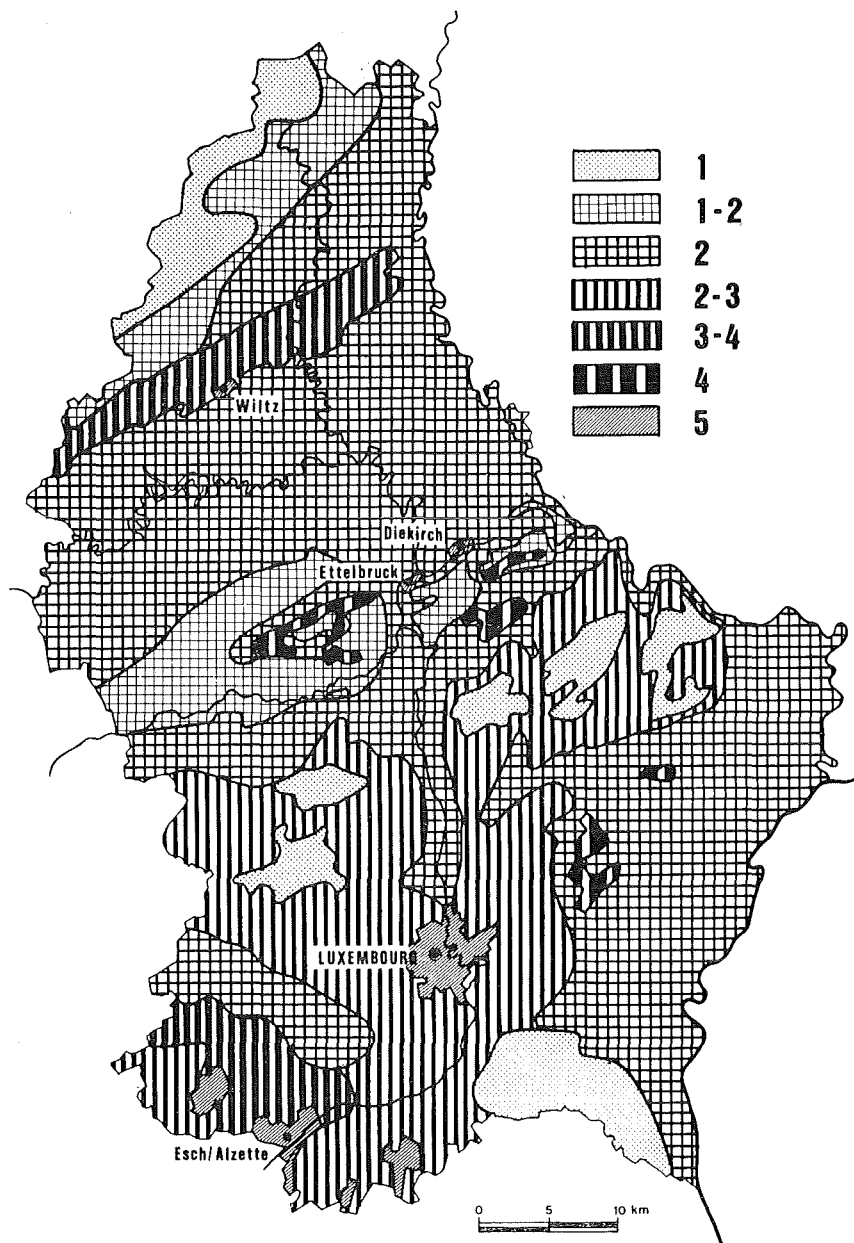 1
1-2
2
2-3
3-4
4
5
Wiltz
Diekirch
Ettelbruck
LUXEMBOURG
Esch/Alzette
0 5 10 km